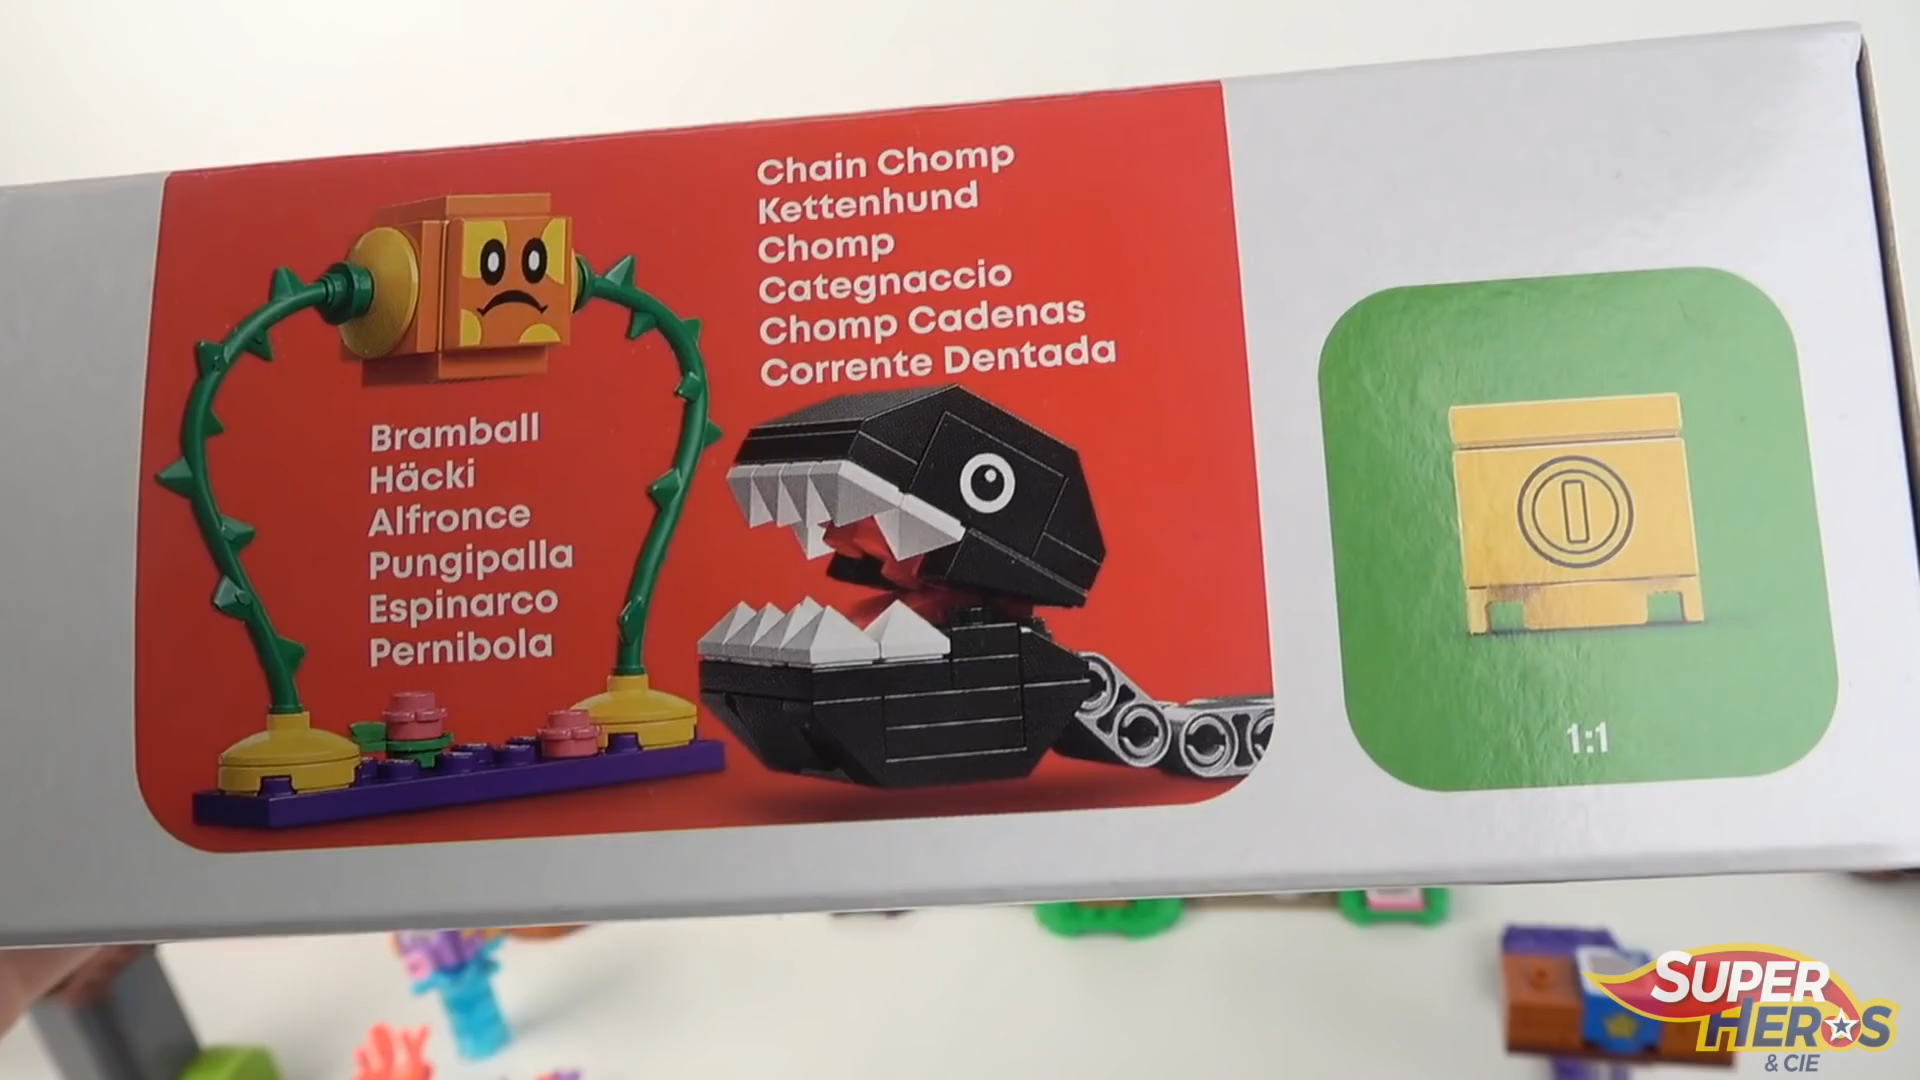 Chain Chomp
Kettenhund
Chomp
Categnaccio
Chomp Cadenas
Corrente Dentada
Bramball
Häcki
Alfronce
Pungipalla
Espinarco
Pernibola
1:1
SUPER
HEROS
& CIE